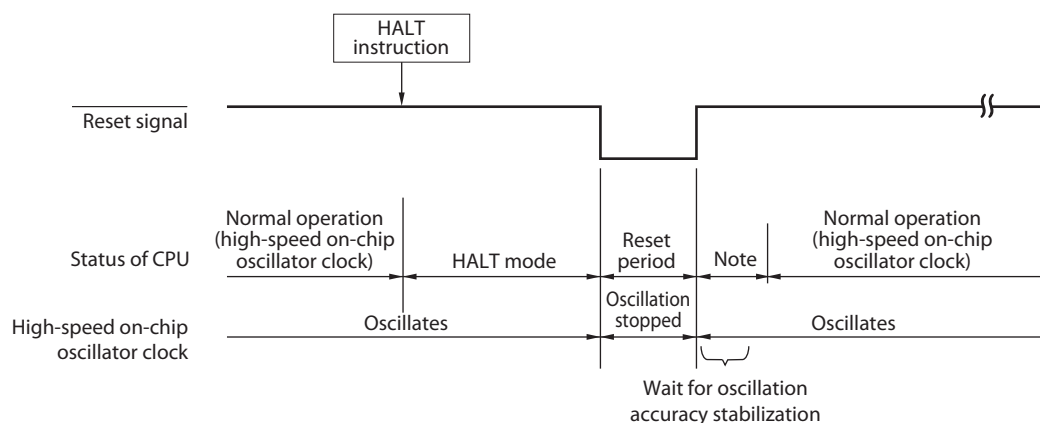 HALT
instruction
Reset signal
Normal operation
(high-speed on-chip
oscillator clock)
HALT mode
Reset
period
Note
Normal operation
(high-speed on-chip
oscillator clock)
Status of CPU
High-speed on-chip
oscillator clock
Oscillates
Oscillation
stopped
Oscillates
Wait for oscillation
accuracy stabilization